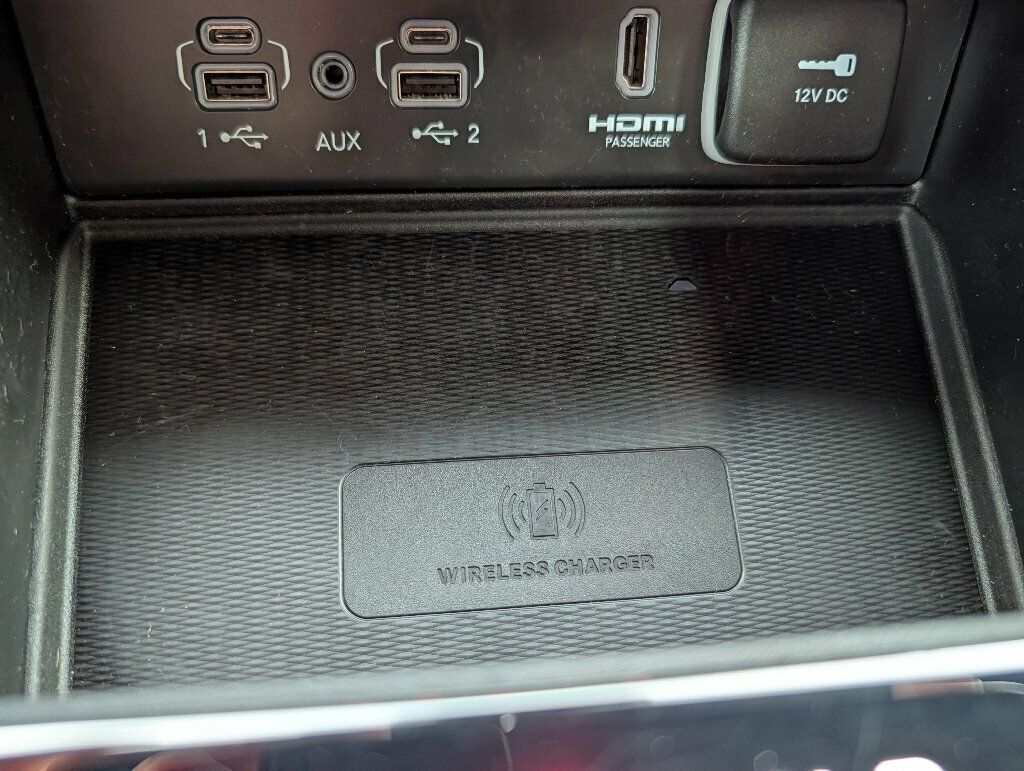 1
AUX
2
HDMI
PASSENGER
12V DC
WIRELESS CHARGER